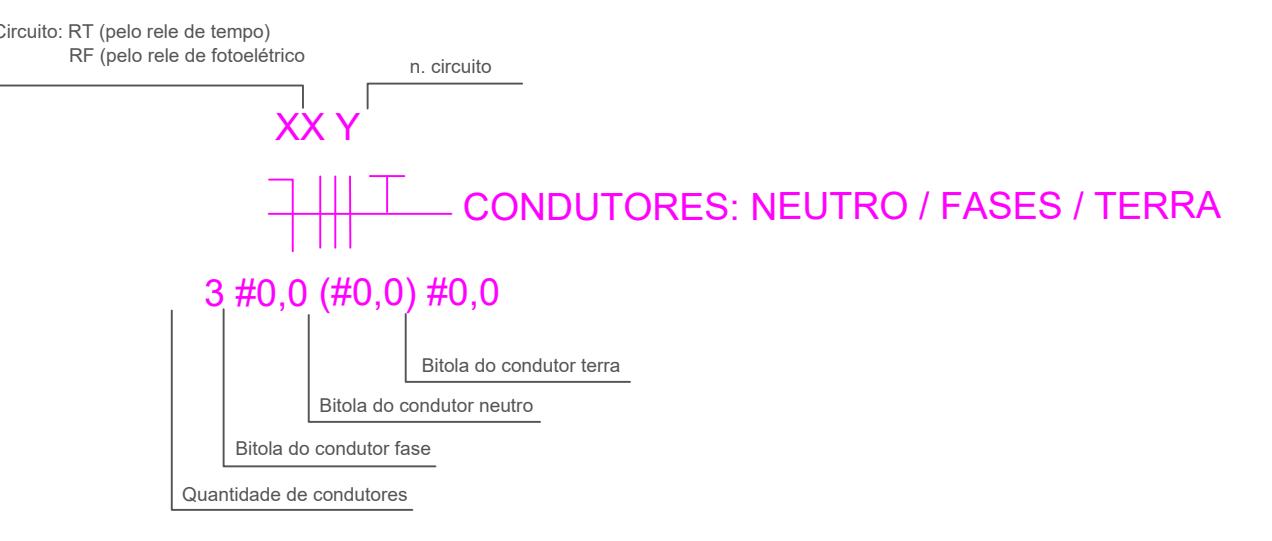 Circuito: RT (pelo rele de tempo)
RF (pelo rele de fotoelétrico
n. circuito
XX Y
CONDUTORES: NEUTRO / FASES / TERRA
3 #0,0 (#0,0) #0,0
Bitola do condutor terra
Bitola do condutor neutro
Bitola do condutor fase
Quantidade de condutores